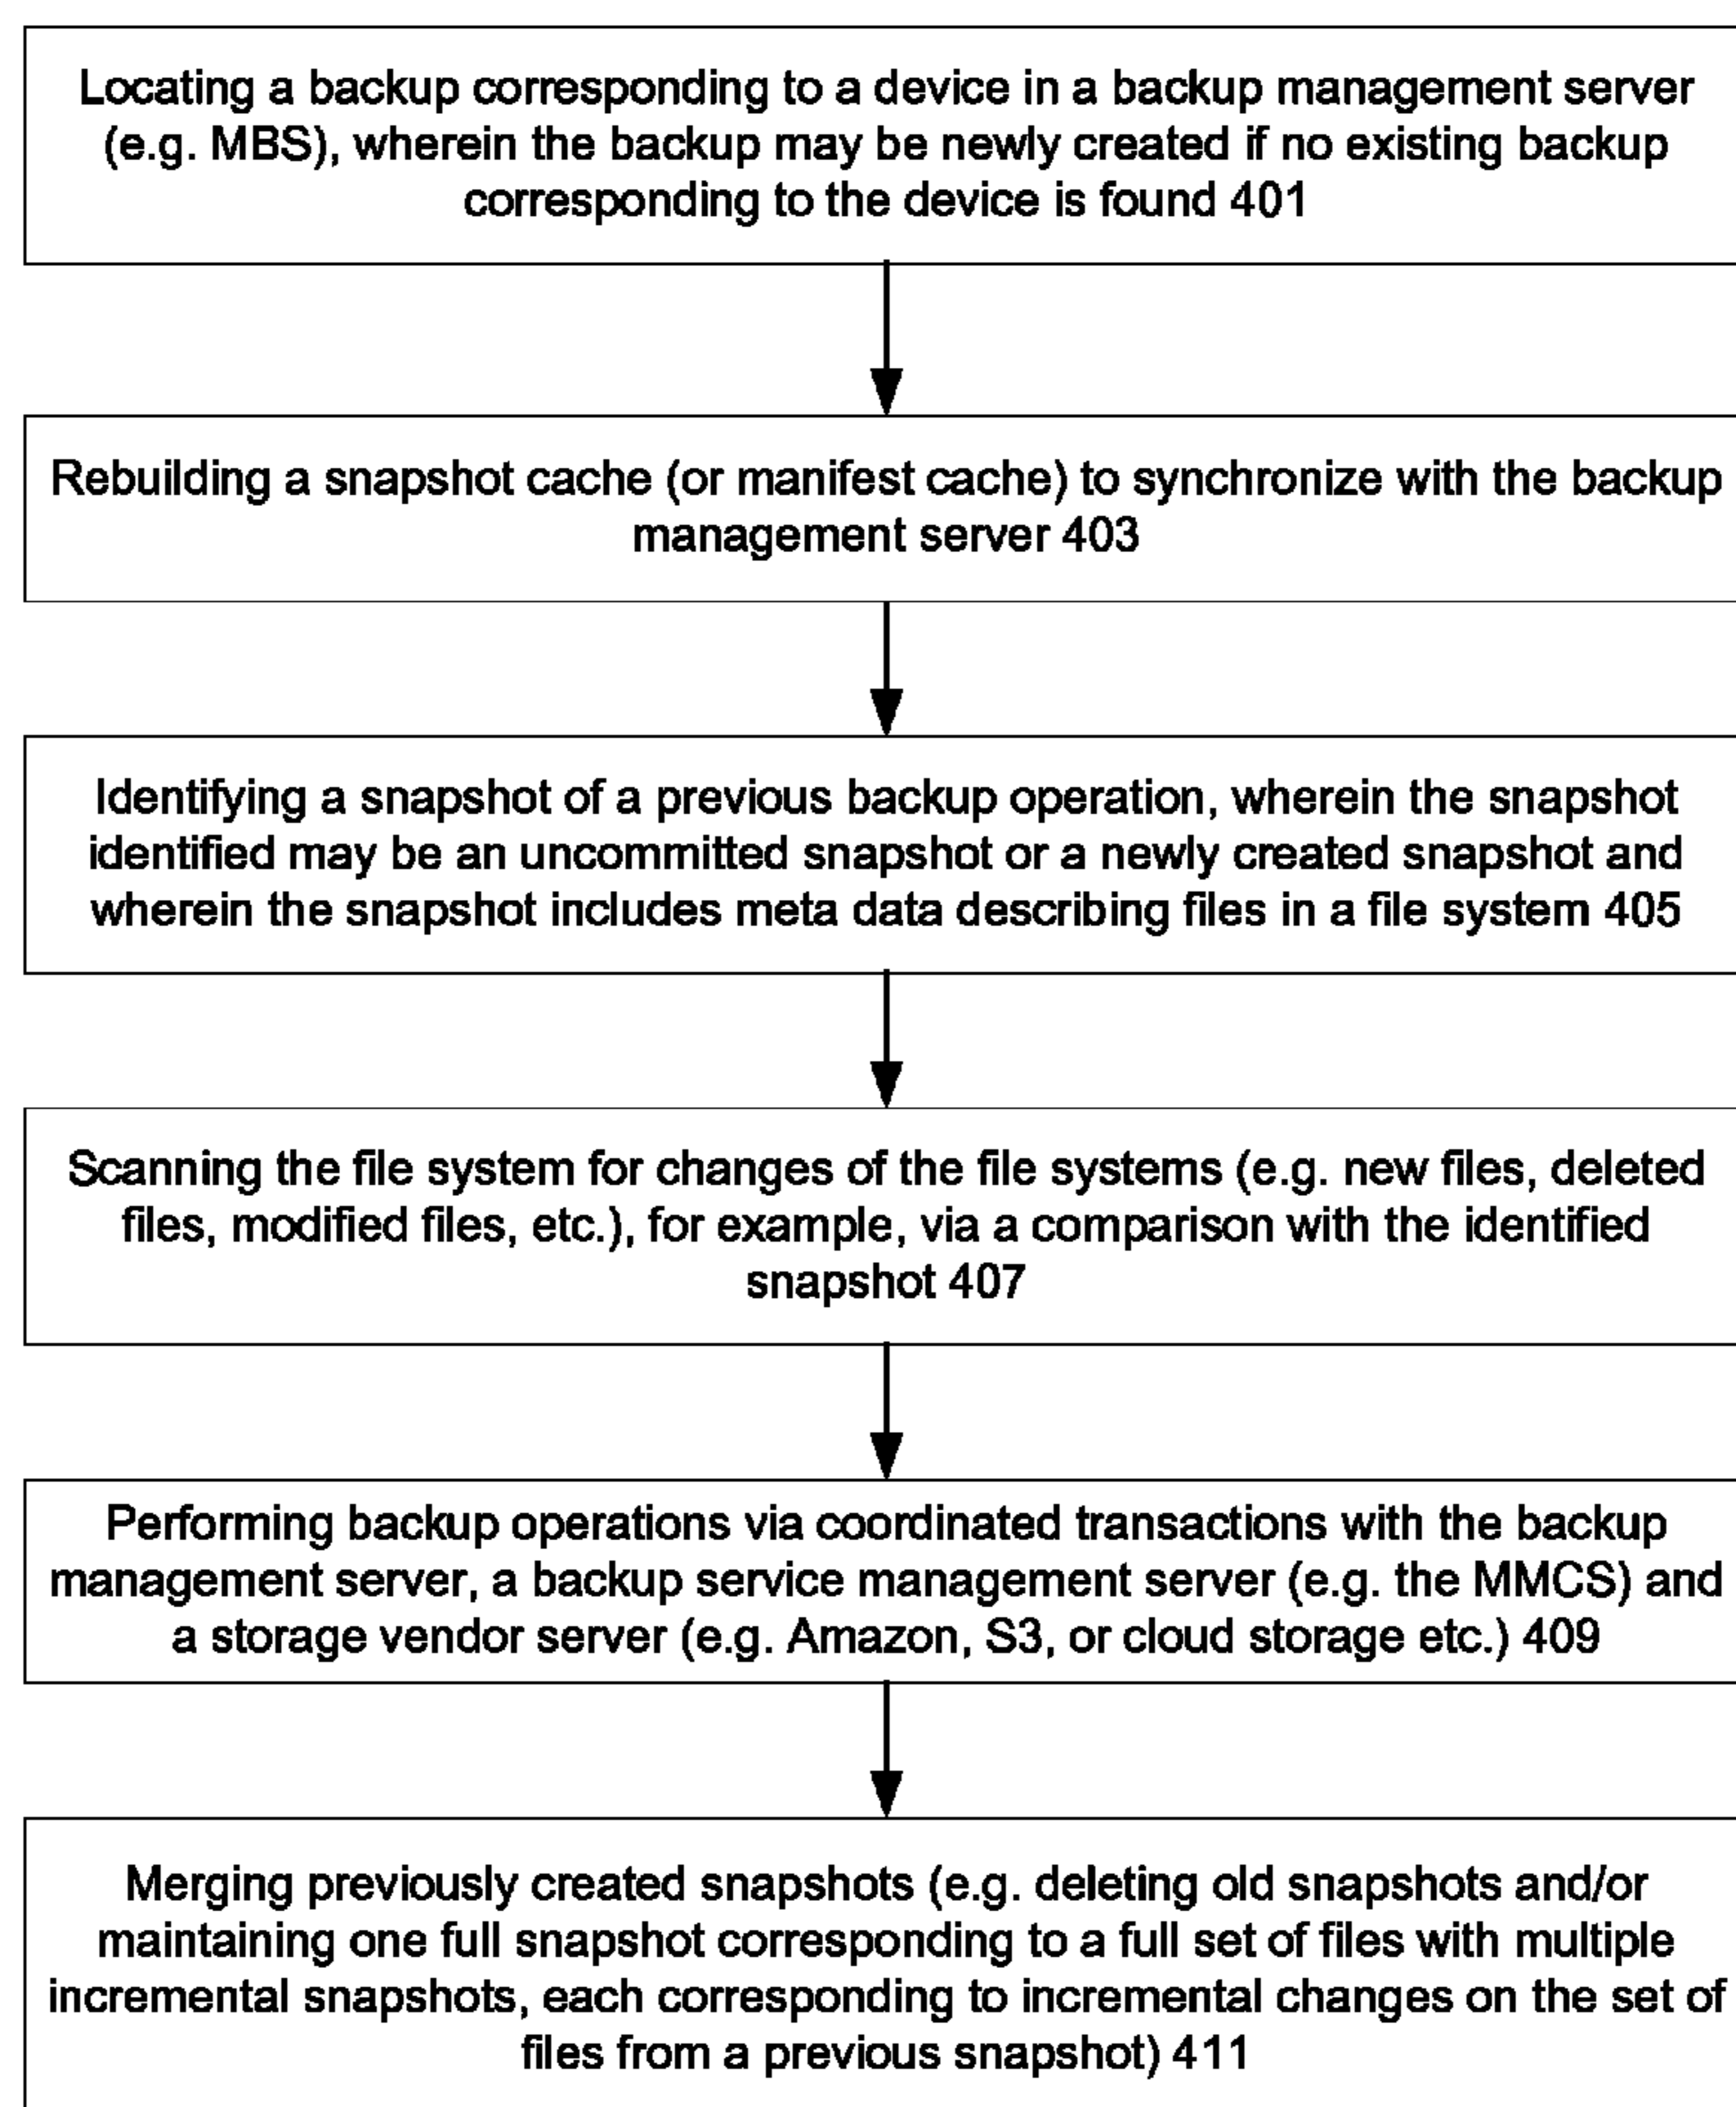 Locating a backup corresponding to a device in a backup management server
(e.g. MBS), wherein the backup may be newly created if no existing backup
corresponding to the device is found 401
Rebuilding a snapshot cache (or manifest cache) to synchronize with the backup
management server 403
Identifying a snapshot of a previous backup operation, wherein the snapshot
identified may be an uncommitted snapshot or a newly created snapshot and
wherein the snapshot includes meta data describing files in a file system 405
Scanning the file system for changes of the file systems (e.g. new files, deleted
files, modified files, etc.), for example, via a comparison with the identified
snapshot 407
Performing backup operations via coordinated transactions with the backup
management server, a backup service management server (e.g. the MMCS) and
a storage vendor server (e.g. Amazon, S3, or cloud storage etc.) 409
Merging previously created snapshots (e.g. deleting old snapshots and/or
maintaining one full snapshot corresponding to a full set of files with multiple
incremental snapshots, each corresponding to incremental changes on the set of
files from a previous snapshot) 411